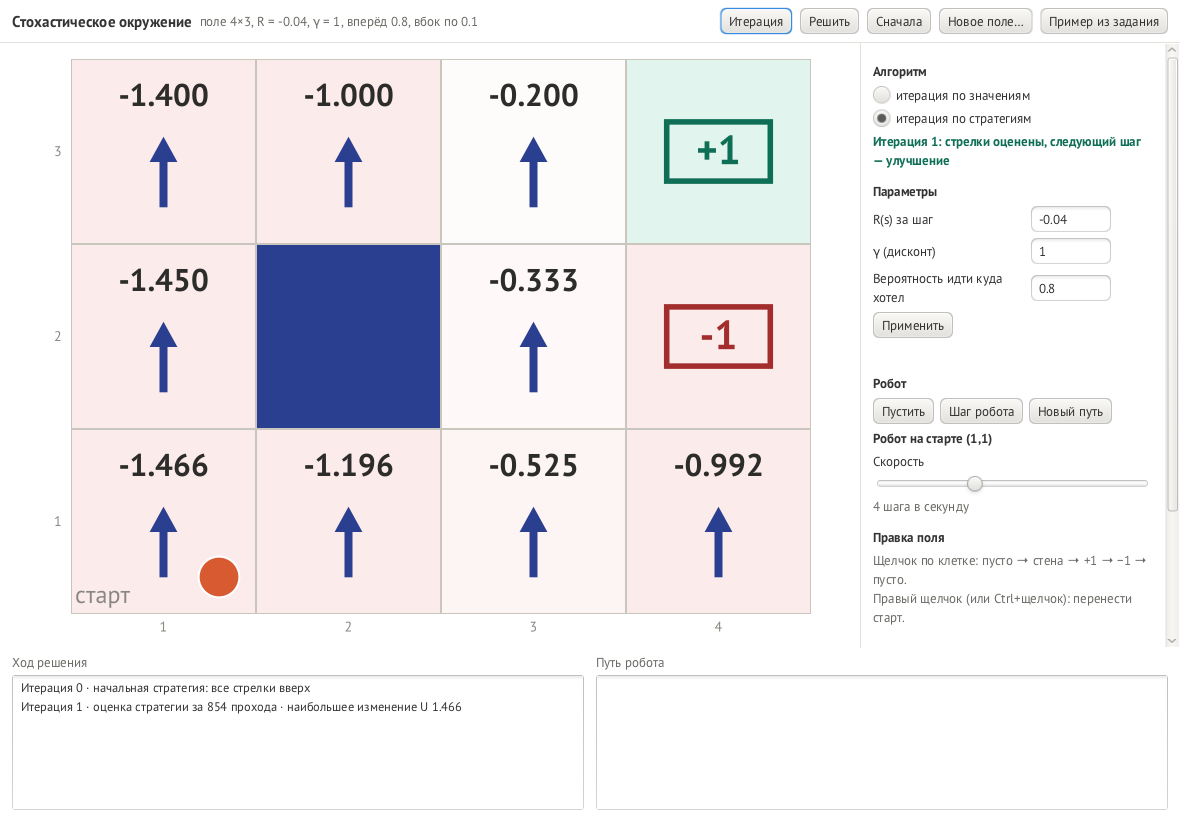 Стохастическое окружение поле 4×3, R = -0.04, γ = 1, вперёд 0.8, вбок по 0.1
Итерация Решить Сначала Новое поле... Пример из задания
-1.400 -1.000 -0.200 +1
3
-1.450 -0.333 -1
2
-1.466 -1.196 -0.525 -0.992
1
старт
1 2 3 4
Алгоритм
итерация по значениям
итерация по стратегиям
Итерация 1: стрелки оценены, следующий шаг
— улучшение
Параметры
R(s) за шаг -0.04
γ (дисконт) 1
Вероятность идти куда
хотел 0.8
Применить
Робот
Пустить Шаг робота Новый путь
Робот на старте (1,1)
Скорость
4 шага в секунду
Правка поля
Щелчок по клетке: пусто → стена → +1 → −1 →
пусто.
Правый щелчок (или Ctrl+щелчок): перенести
старт.
Ход решения
Итерация 0 · начальная стратегия: все стрелки вверх
Итерация 1 · оценка стратегии за 854 прохода · наибольшее изменение U 1.466
Путь робота